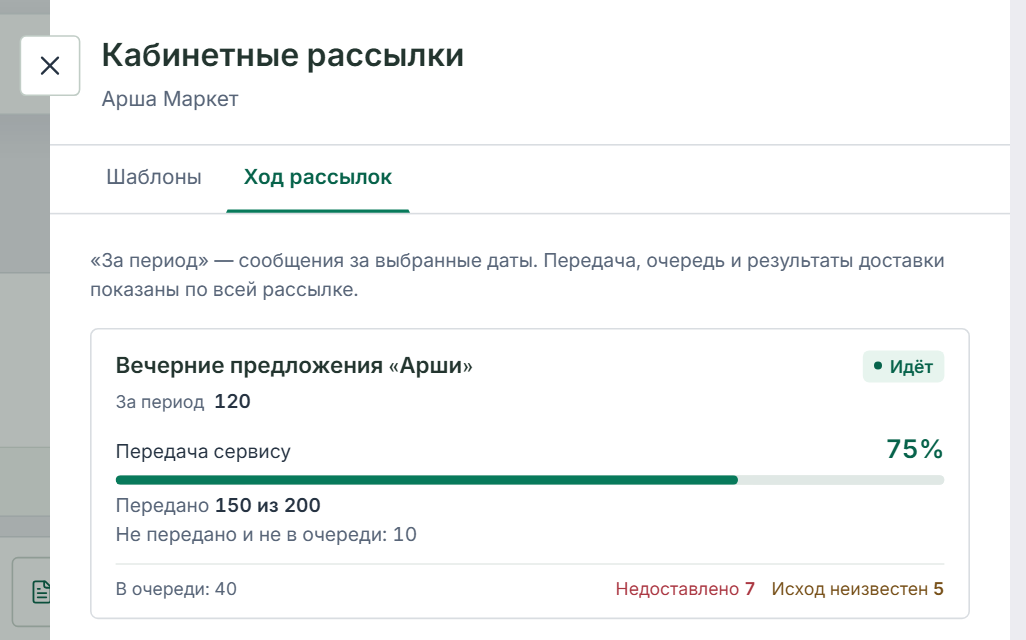 Кабинетные рассылки
Арша Маркет
Шаблоны
Ход рассылок
«За период» — сообщения за выбранные даты. Передача, очередь и результаты доставки
показаны по всей рассылке.
Вечерние предложения «Арши»
Идёт
За период 120
Передача сервису
75%
Передано 150 из 200
Не передано и не в очереди: 10
В очереди: 40
Недоставлено 7
Исход неизвестен 5